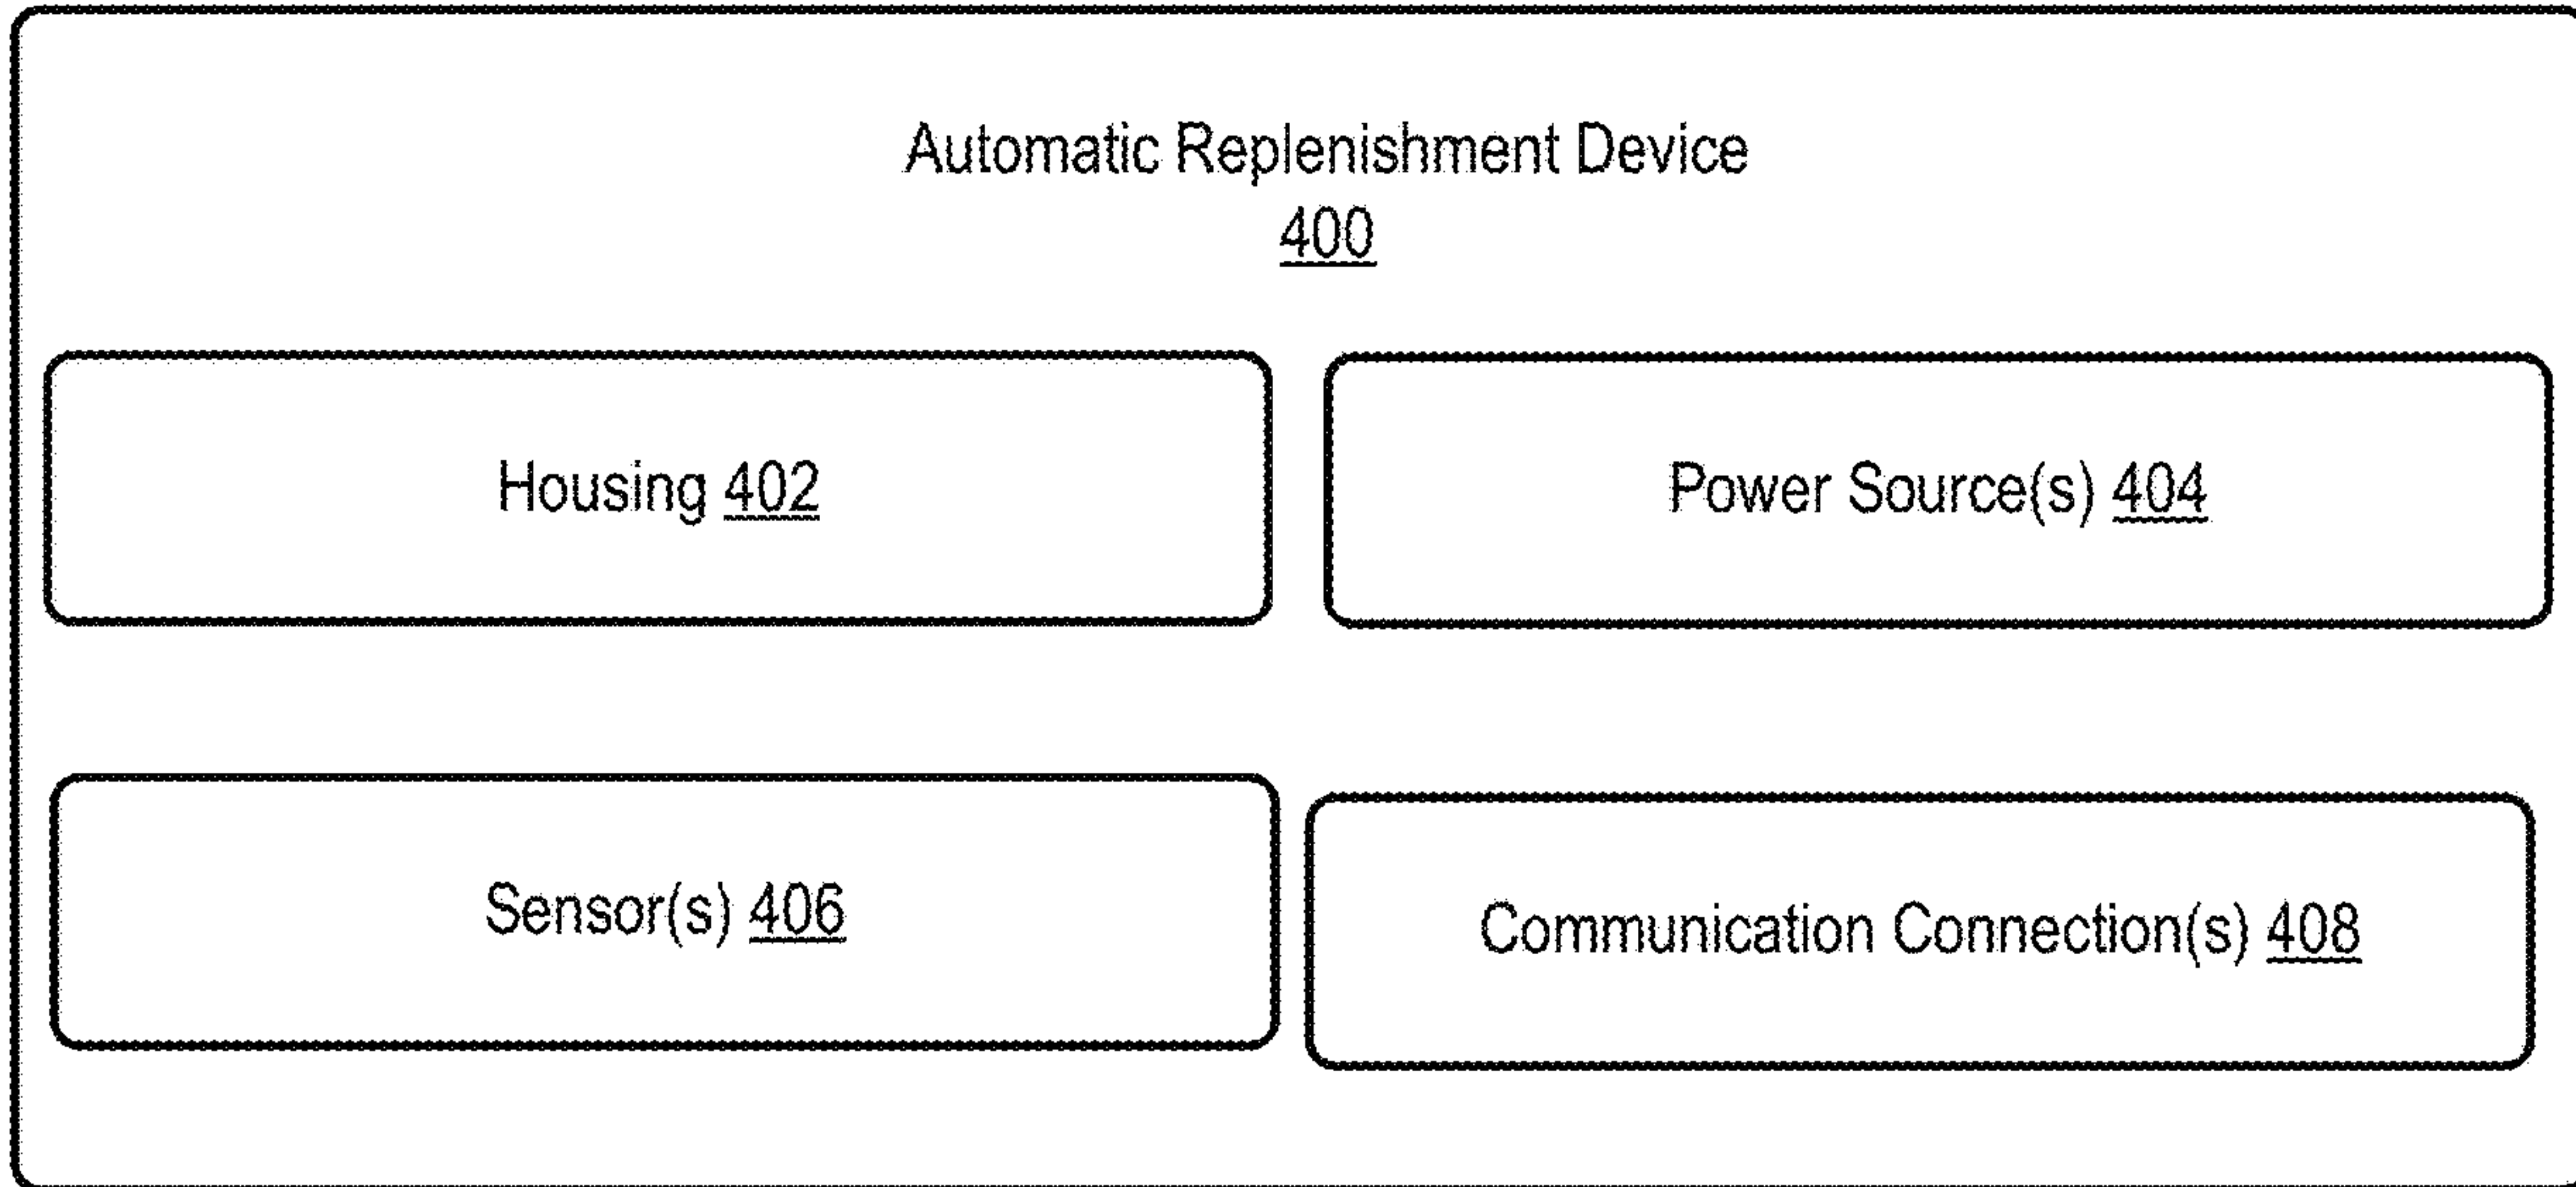 Automatic Replenishment Device
400
Housing 402
Power Source(s) 404
Sensor(s) 406
Communication Connection(s) 408